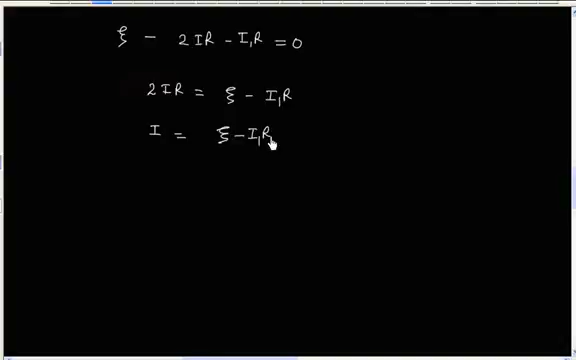 ξ - 2IR - I₁R = 0
2IR = ξ - I₁R
I = ξ - I₁R